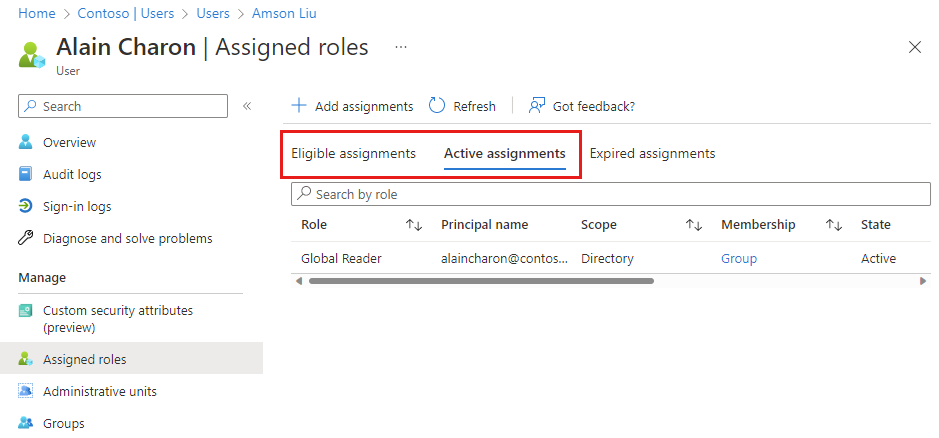 Home > Contoso | Users > Users > Amson Liu
Alain Charon | Assigned roles ...
User
Search
«
Overview
Audit logs
Sign-in logs
Diagnose and solve problems
Manage
Custom security attributes
(preview)
Assigned roles
Administrative units
Groups
Add assignments Refresh Got feedback?
Eligible assignments Active assignments Expired assignments
Search by role
Role Principal name Scope Membership State
Global Reader alaincharon@contos... Directory Group Active